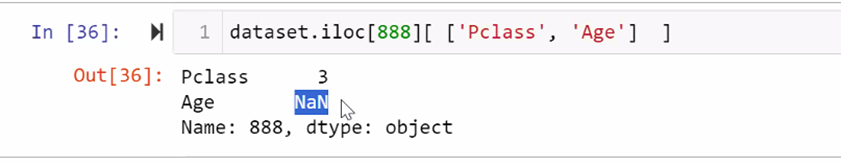 In [36]: 1 dataset.iloc[888][ ['Pclass', 'Age'] ]
Out[36]: Pclass 3
Age NaN
Name: 888, dtype: object